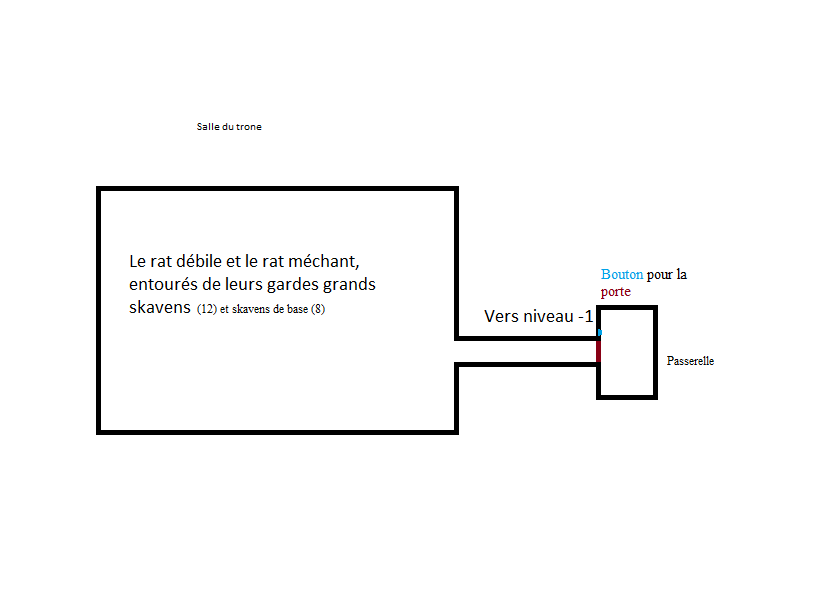 Salle du trone
Le rat débile et le rat méchant,
entourés de leurs gardes grands
skavens (12) et skavens de base (8)
Bouton pour la
porte
Vers niveau -1
Passerelle